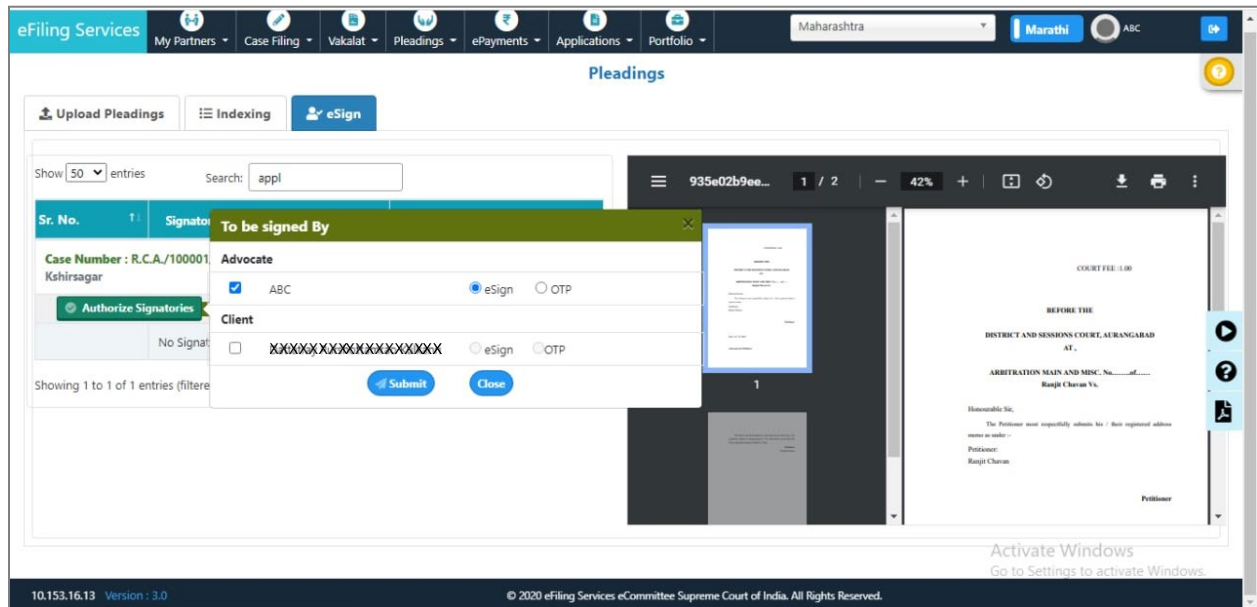 eFiling Services
My Partners Case Filing Vakalat Pleadings ePayments Applications Portfolio
Maharashtra
Marathi
ABC
Pleadings
Upload Pleadings
Indexing
eSign
Show 50 entries
Search: appl
935e02b9ee... 1 / 2 42%
Sr. No. Signator
To be signed By
Case Number : R.C.A./100001
Kshirsagar
Advocate
ABC eSign OTP
Authorize Signatories
Client
No Signat
eSign OTP
Showing 1 to 1 of 1 entries (filtere
Submit Close
1
COURT FEE :1.00
BEFORE THE
DISTRICT AND SESSIONS COURT, AURANGABAD
AT ,
ARBITRATION MAIN AND MISC. No.........of.......
Ranjit Chavan Vs.
Honourable Sir,
The Petitioner most respectfully submits his / their registered address
memo as under :-
Petitioner:
Ranjit Chavan
Petitioner
Activate Windows
Go to Settings to activate Windows.
10.153.16.13 Version : 3.0
© 2020 eFiling Services eCommittee Supreme Court of India. All Rights Reserved.